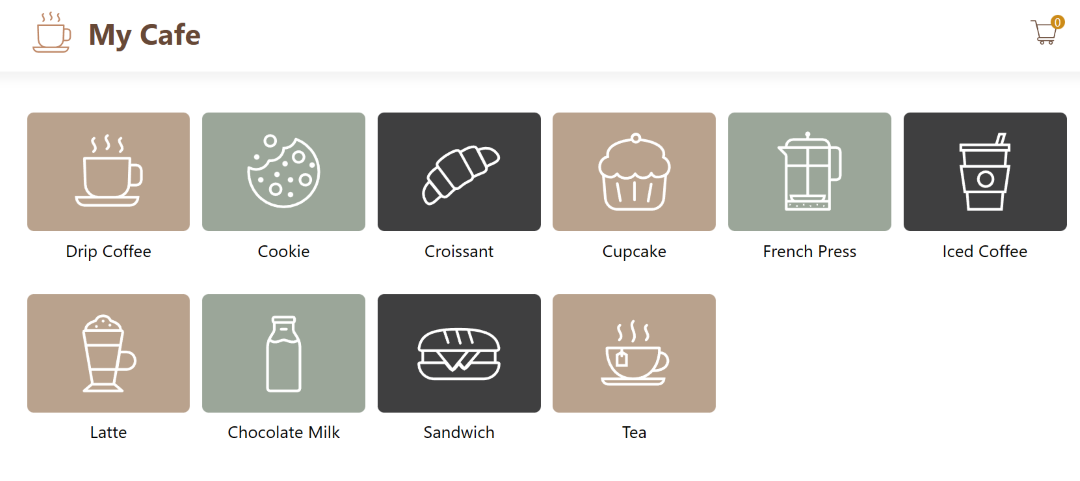 My Cafe
0
Drip Coffee
Cookie
Croissant
Cupcake
French Press
Iced Coffee
Latte
Chocolate Milk
Sandwich
Tea